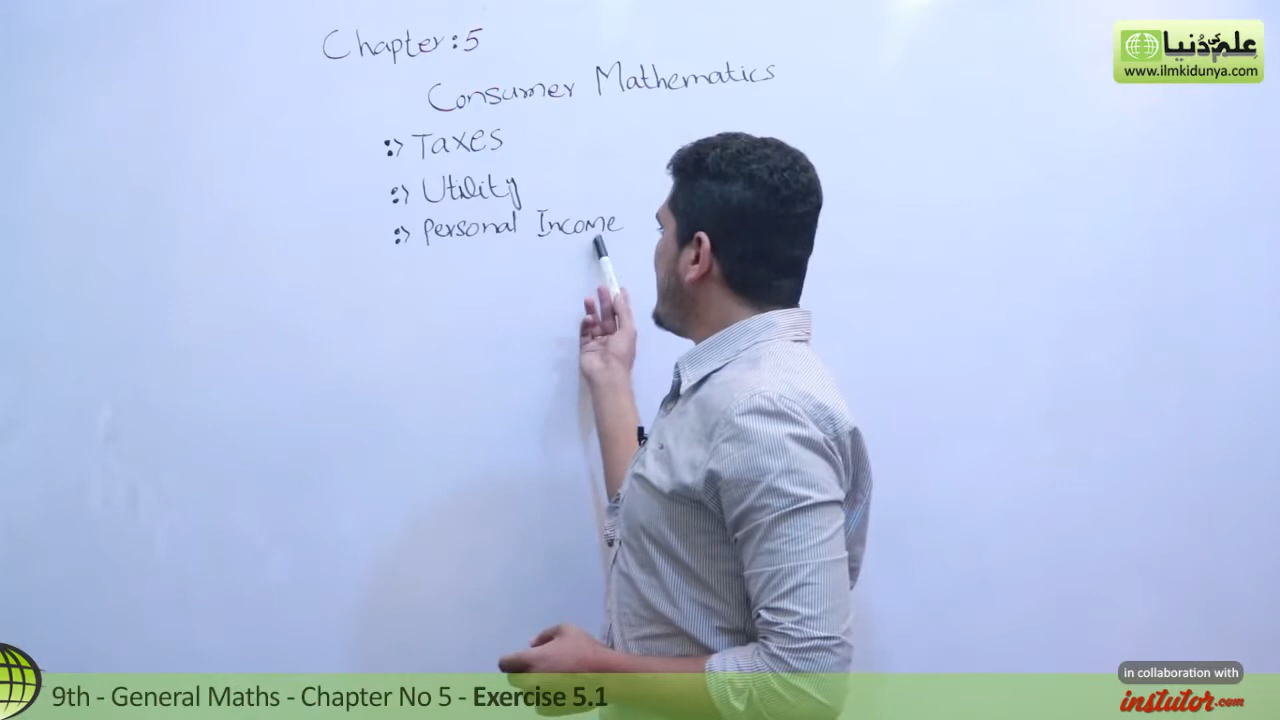 Chapter:5
Consumer Mathematics
:> Taxes
:> Utility
:> Personal Income
علم کی دُنیا
www.ilmkidunya.com
9th - General Maths - Chapter No 5 - Exercise 5.1
in collaboration with
instutor.com